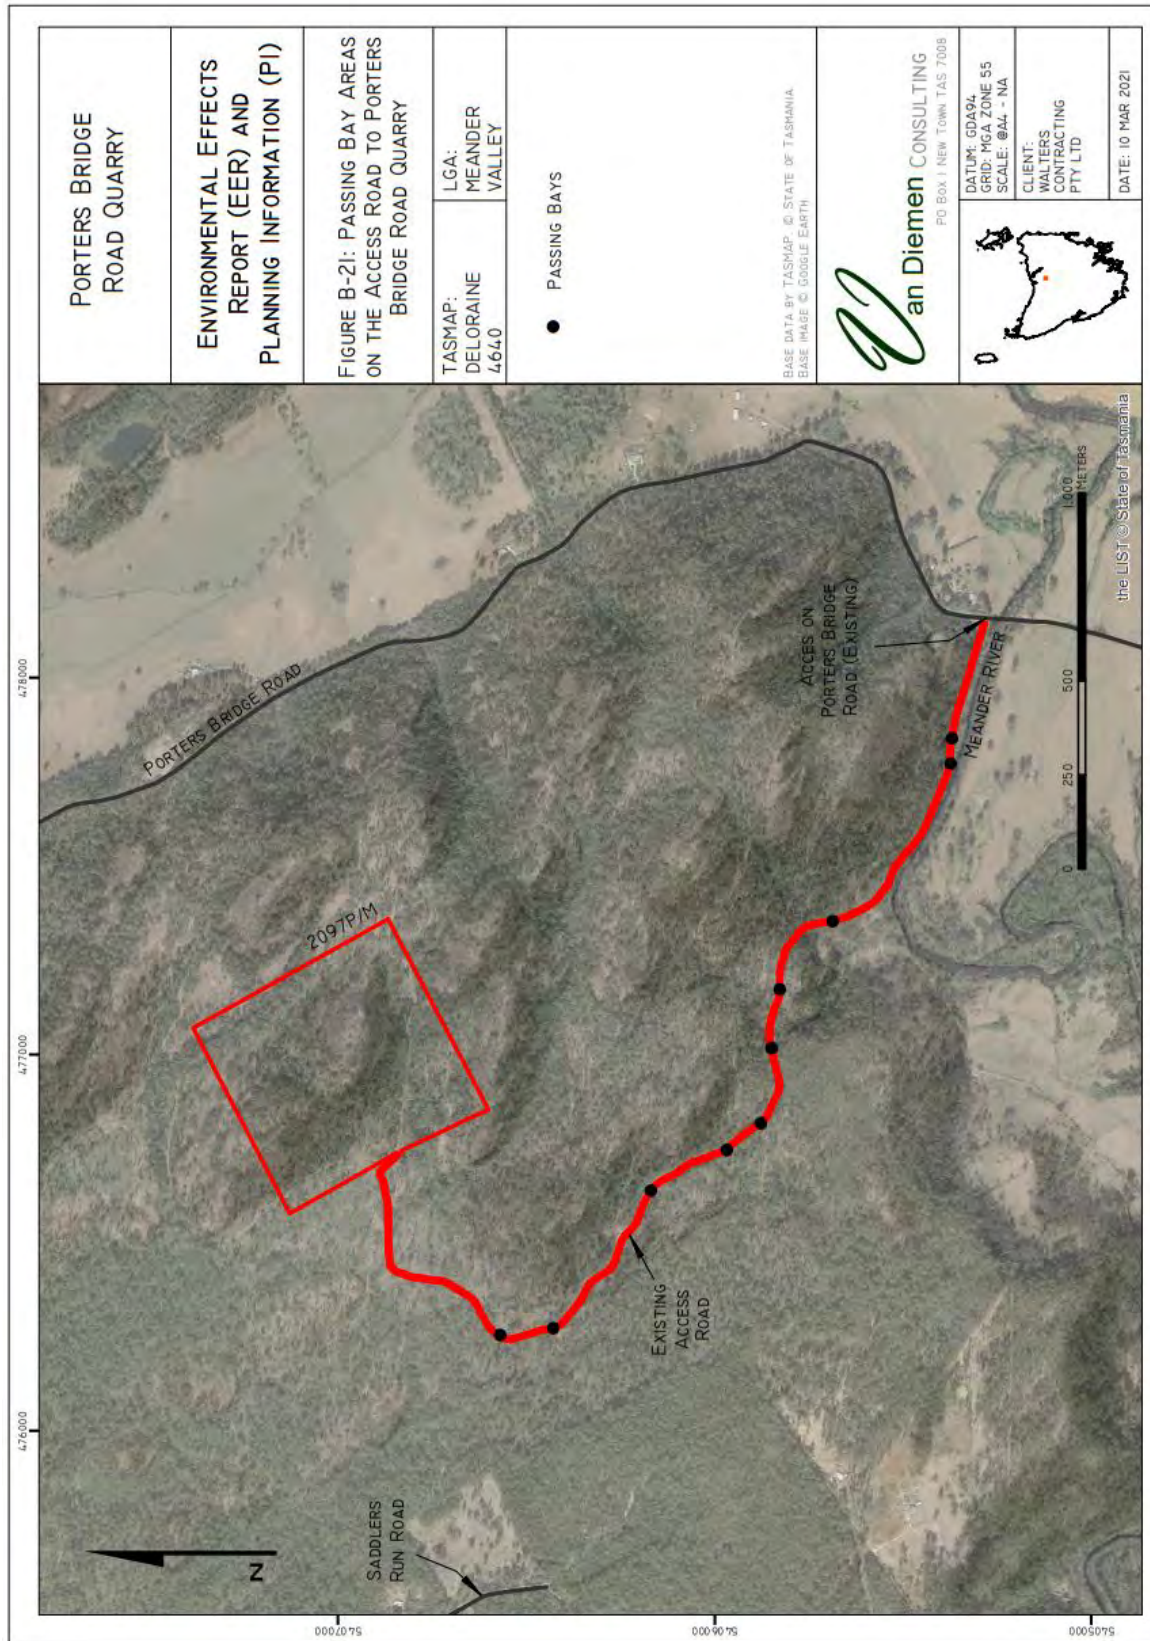 PORTERS BRIDGE
ROAD QUARRY
ENVIRONMENTAL EFFECTS
REPORT (EER) AND
PLANNING INFORMATION (PI)
FIGURE B-21: PASSING BAY AREAS
ON THE ACCESS ROAD TO PORTERS
BRIDGE ROAD QUARRY
TASMAP:
DELORAINE
4640
LGA:
MEANDER
VALLEY
PASSING BAYS
BASE DATA BY TASMAP. © STATE OF TASMANIA
BASE IMAGE © GOOGLE EARTH
Van Diemen CONSULTING
PO BOX 1 NEW TOWN TAS 7008
DATUM: GDA94
GRID: MGA ZONE 55
SCALE: @A4 - NA
CLIENT:
WALTERS
CONTRACTING
PTY LTD
DATE: 10 MAR 2021
476000
477000
478000
5407000
5406000
5405000
N
SADDLERS
RUN ROAD
PORTERS BRIDGE ROAD
2097P/M
EXISTING
ACCESS
ROAD
ACCES ON
PORTERS BRIDGE
ROAD (EXISTING)
MEANDER RIVER
0
250
500
1,000
METERS
the LIST © State of Tasmania